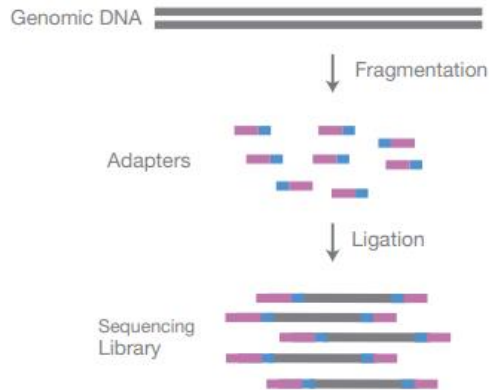 Genomic DNA
Fragmentation
Adapters
Ligation
Sequencing
Library